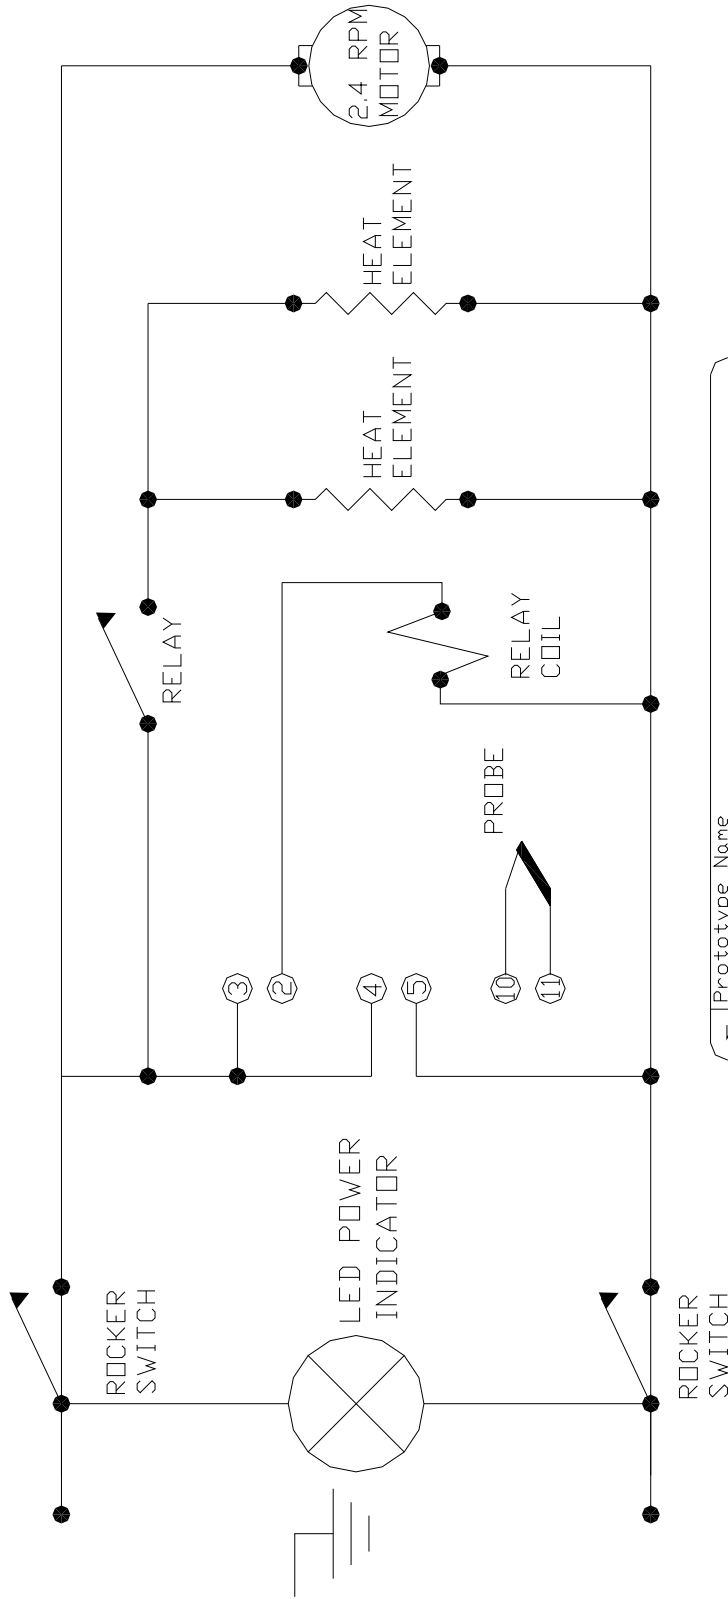 2.4 RPM
MOTOR
HEAT
ELEMENT
HEAT
ELEMENT
RELAY
RELAY
COIL
PROBE
3
2
4
5
10
11
LED POWER
INDICATOR
ROCKER
SWITCH
ROCKER
SWITCH
Prototype Name